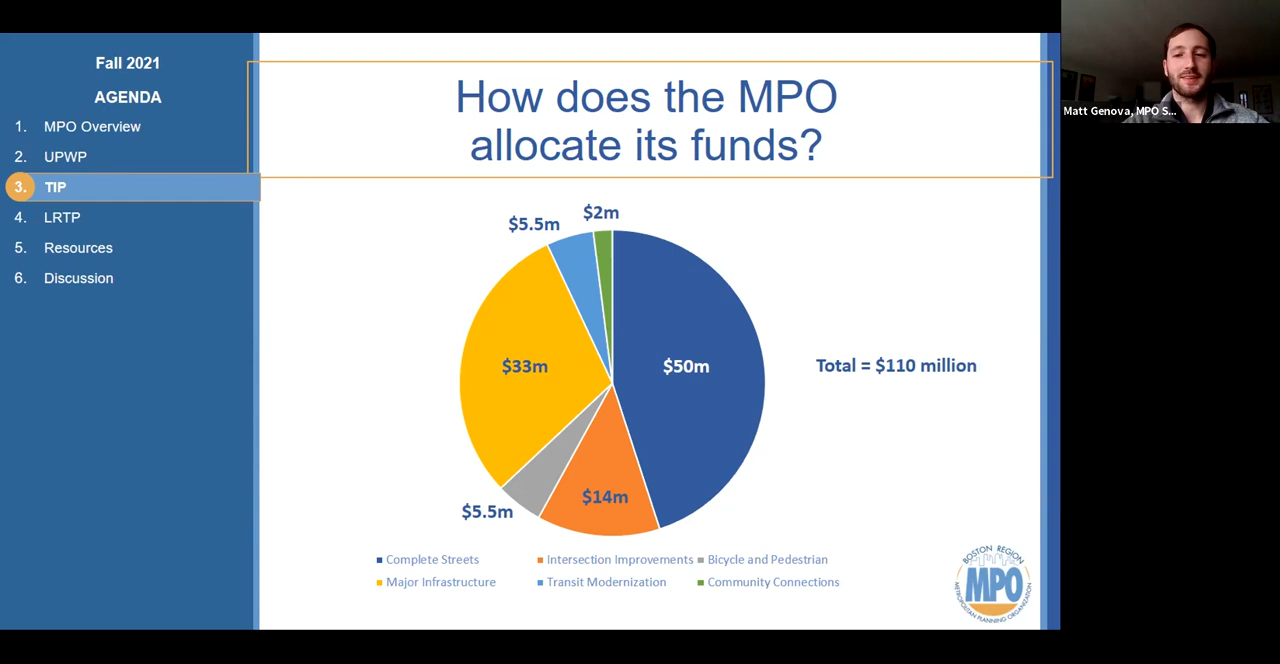 Fall 2021
AGENDA
1. MPO Overview
2. UPWP
3. TIP
4. LRTP
5. Resources
6. Discussion
How does the MPO
allocate its funds?
$5.5m
$2m
$33m
$50m
$5.5m
$14m
Total = $110 million
Complete Streets
Intersection Improvements
Bicycle and Pedestrian
Major Infrastructure
Transit Modernization
Community Connections
BOSTON REGION
MPO
METROPOLITAN PLANNING ORGANIZATION
Matt Genova, MPO S...